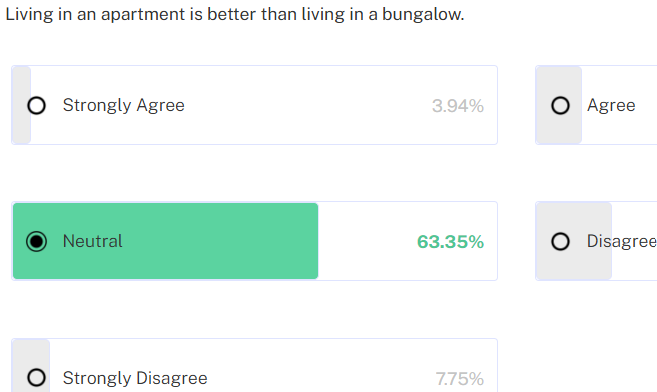 Living in an apartment is better than living in a bungalow.
Strongly Agree 3.94% Agree
Neutral 63.35% Disagree
Strongly Disagree 7.75%